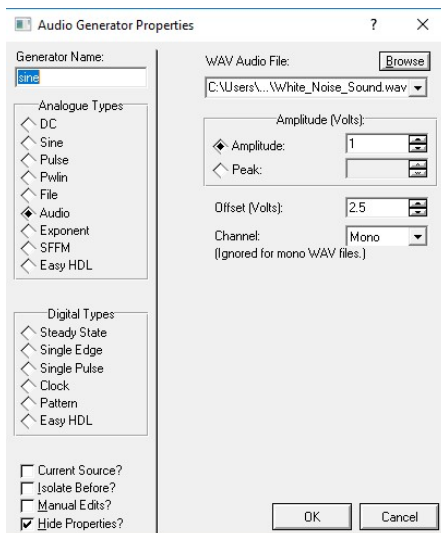 Audio Generator Properties
Generator Name:
sine
Analogue Types
DC
Sine
Pulse
Pwlin
File
Audio
Exponent
SFFM
Easy HDL
Digital Types
Steady State
Single Edge
Single Pulse
Clock
Pattern
Easy HDL
Current Source?
Isolate Before?
Manual Edits?
Hide Properties?
WAV Audio File:
Browse
C:\Users\...\White_Noise_Sound.wav
Amplitude (Volts):
Amplitude:
1
Peak:
Offset (Volts):
2.5
Channel:
Mono
(Ignored for mono WAV files.)
OK
Cancel